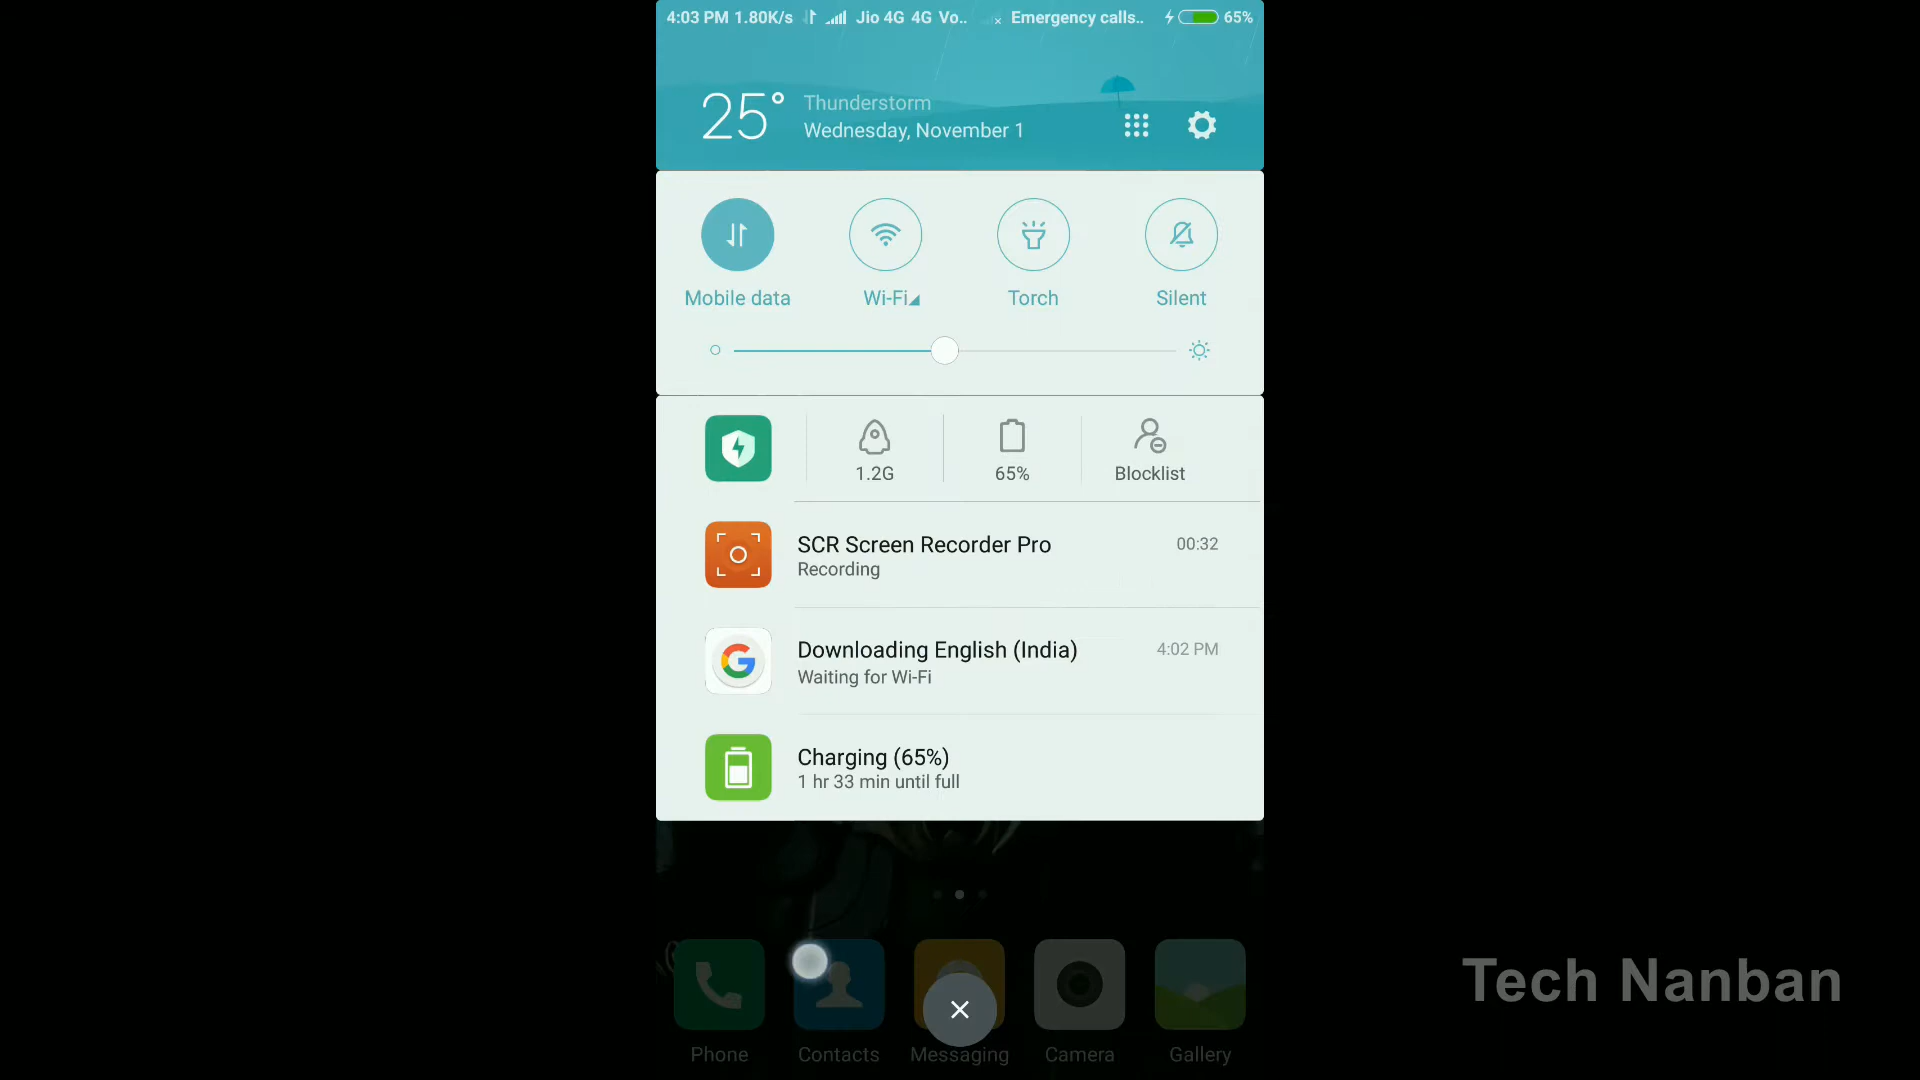 4:03 PM 1.80K/s Jio 4G 4G Vo.. Emergency calls.. 65%
25° Thunderstorm
Wednesday, November 1
Mobile data Wi-Fi Torch Silent
1.2G 65% Blocklist
SCR Screen Recorder Pro 00:32
Recording
Downloading English (India) 4:02 PM
Waiting for Wi-Fi
Charging (65%)
1 hr 33 min until full
Tech Nanban
Phone Contacts Messaging Camera Gallery